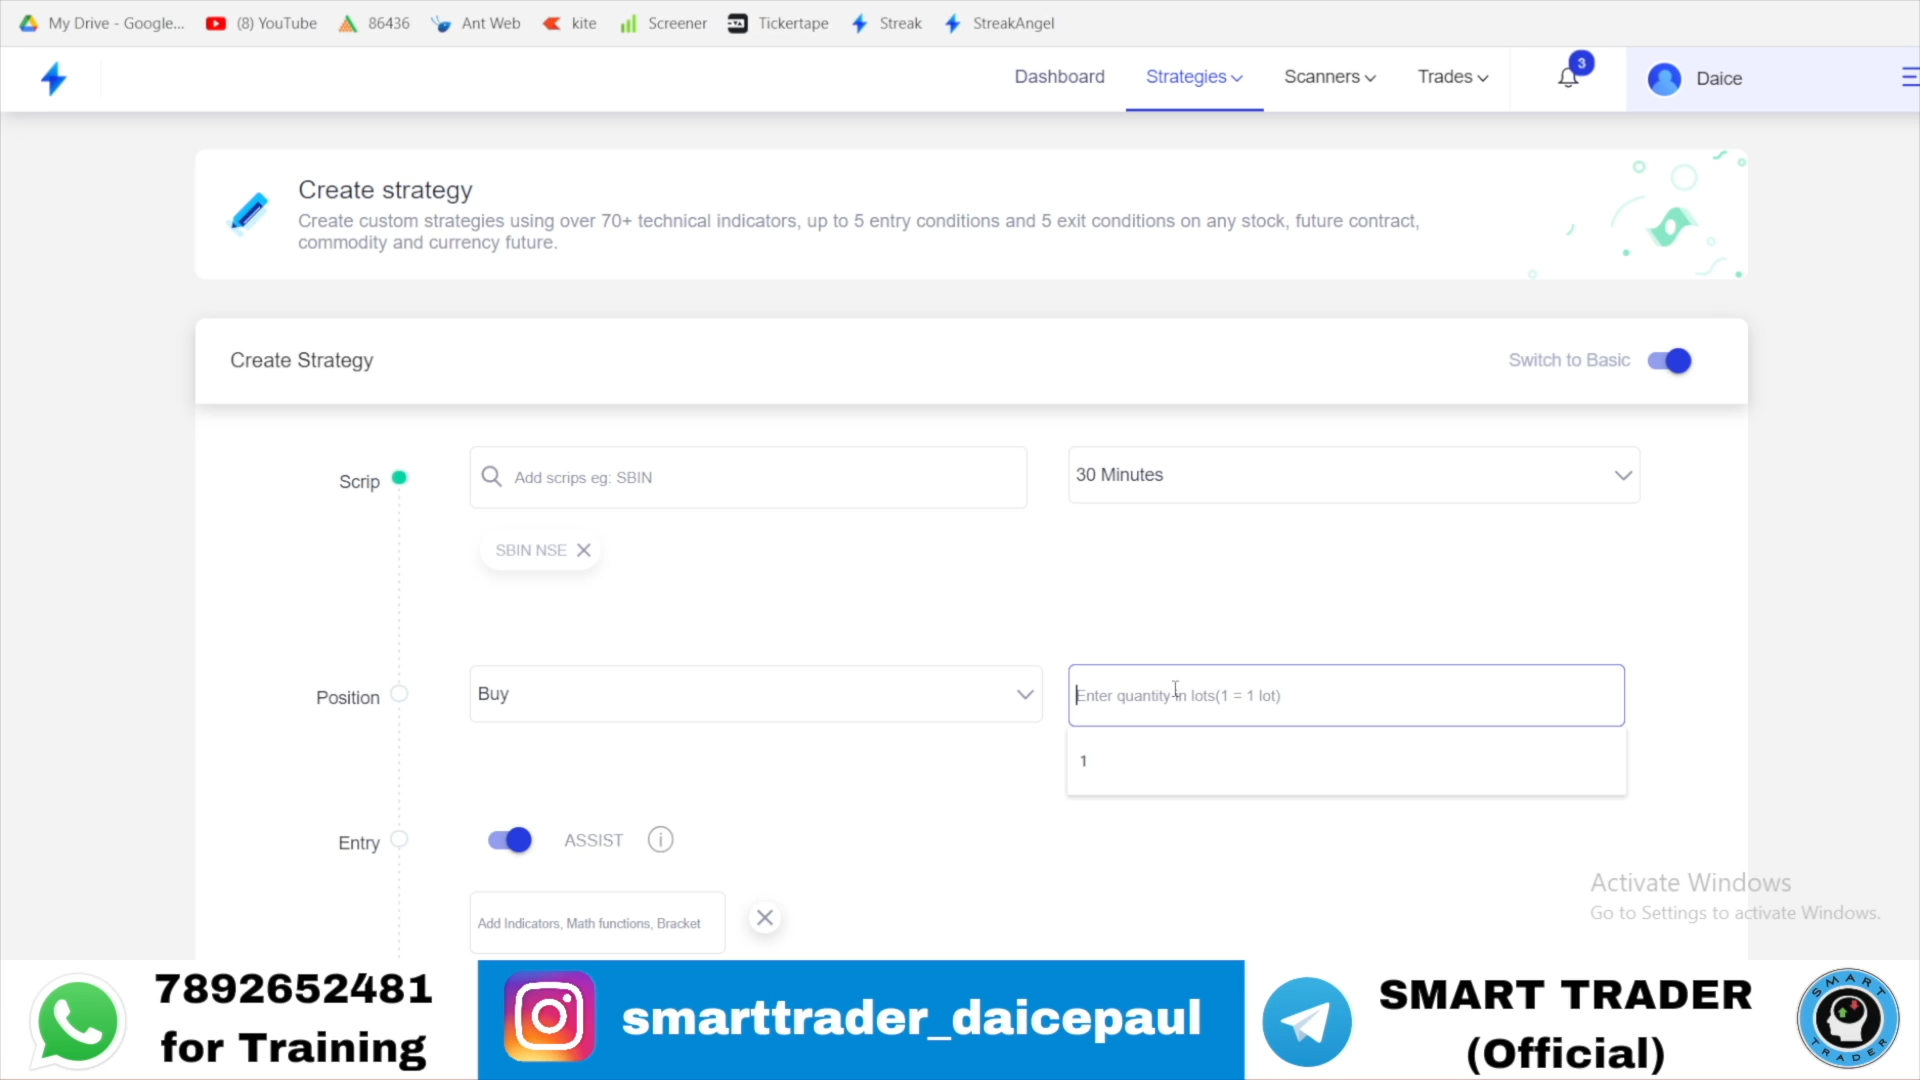 My Drive - Google... (8) YouTube 86436 Ant Web kite Screener Tickertape Streak StreakAngel
Dashboard Strategies Scanners Trades 3 Daice
Create strategy
Create custom strategies using over 70+ technical indicators, up to 5 entry conditions and 5 exit conditions on any stock, future contract,
commodity and currency future.
Create Strategy Switch to Basic
Scrip Add scrips eg: SBIN 30 Minutes
SBIN NSE
Position Buy Enter quantity in lots(1 = 1 lot)
1
Entry ASSIST i
Add Indicators, Math functions, Bracket
Activate Windows
Go to Settings to activate Windows.
7892652481
for Training
smarttrader_daicepaul
SMART TRADER
(Official)
SMART
TRADER